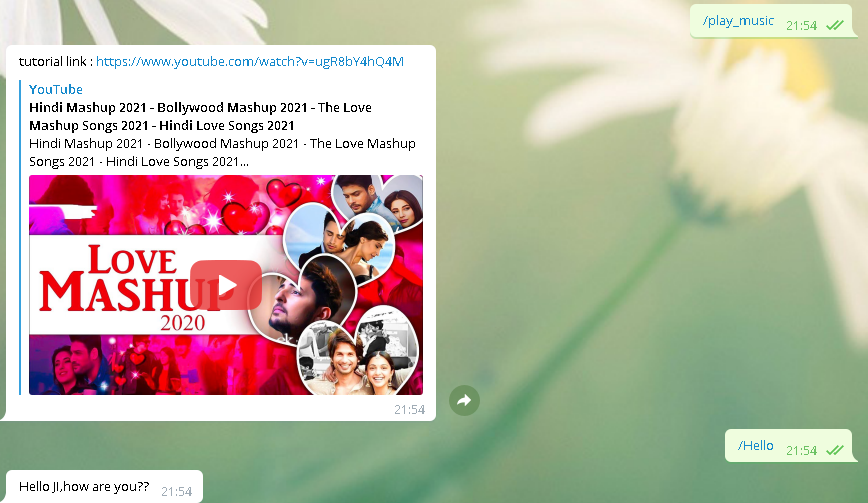 /play_music 21:54
tutorial link : https://www.youtube.com/watch?v=ugR8bY4hQ4M
YouTube
Hindi Mashup 2021 - Bollywood Mashup 2021 - The Love
Mashup Songs 2021 - Hindi Love Songs 2021
Hindi Mashup 2021 - Bollywood Mashup 2021 - The Love Mashup
Songs 2021 - Hindi Love Songs 2021...
LOVE
MASHUP
2020
21:54
/Hello 21:54
Hello JI,how are you?? 21:54